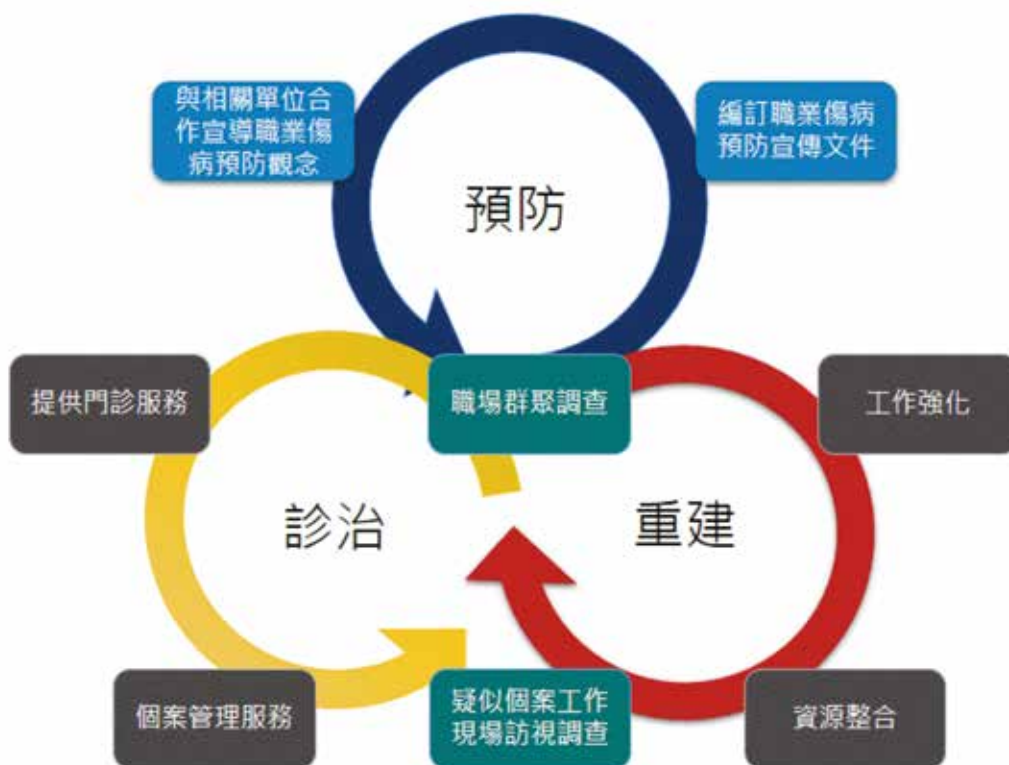 與相關單位合
作宣導職業傷
病預防觀念
編訂職業傷病
預防宣傳文件
預防
提供門診服務
職場群聚調查
工作強化
診治
重建
個案管理服務
疑似個案工作
現場訪視調查
資源整合